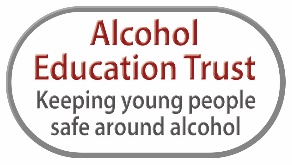 Alcohol
Education Trust
Keeping young people
safe around alcohol